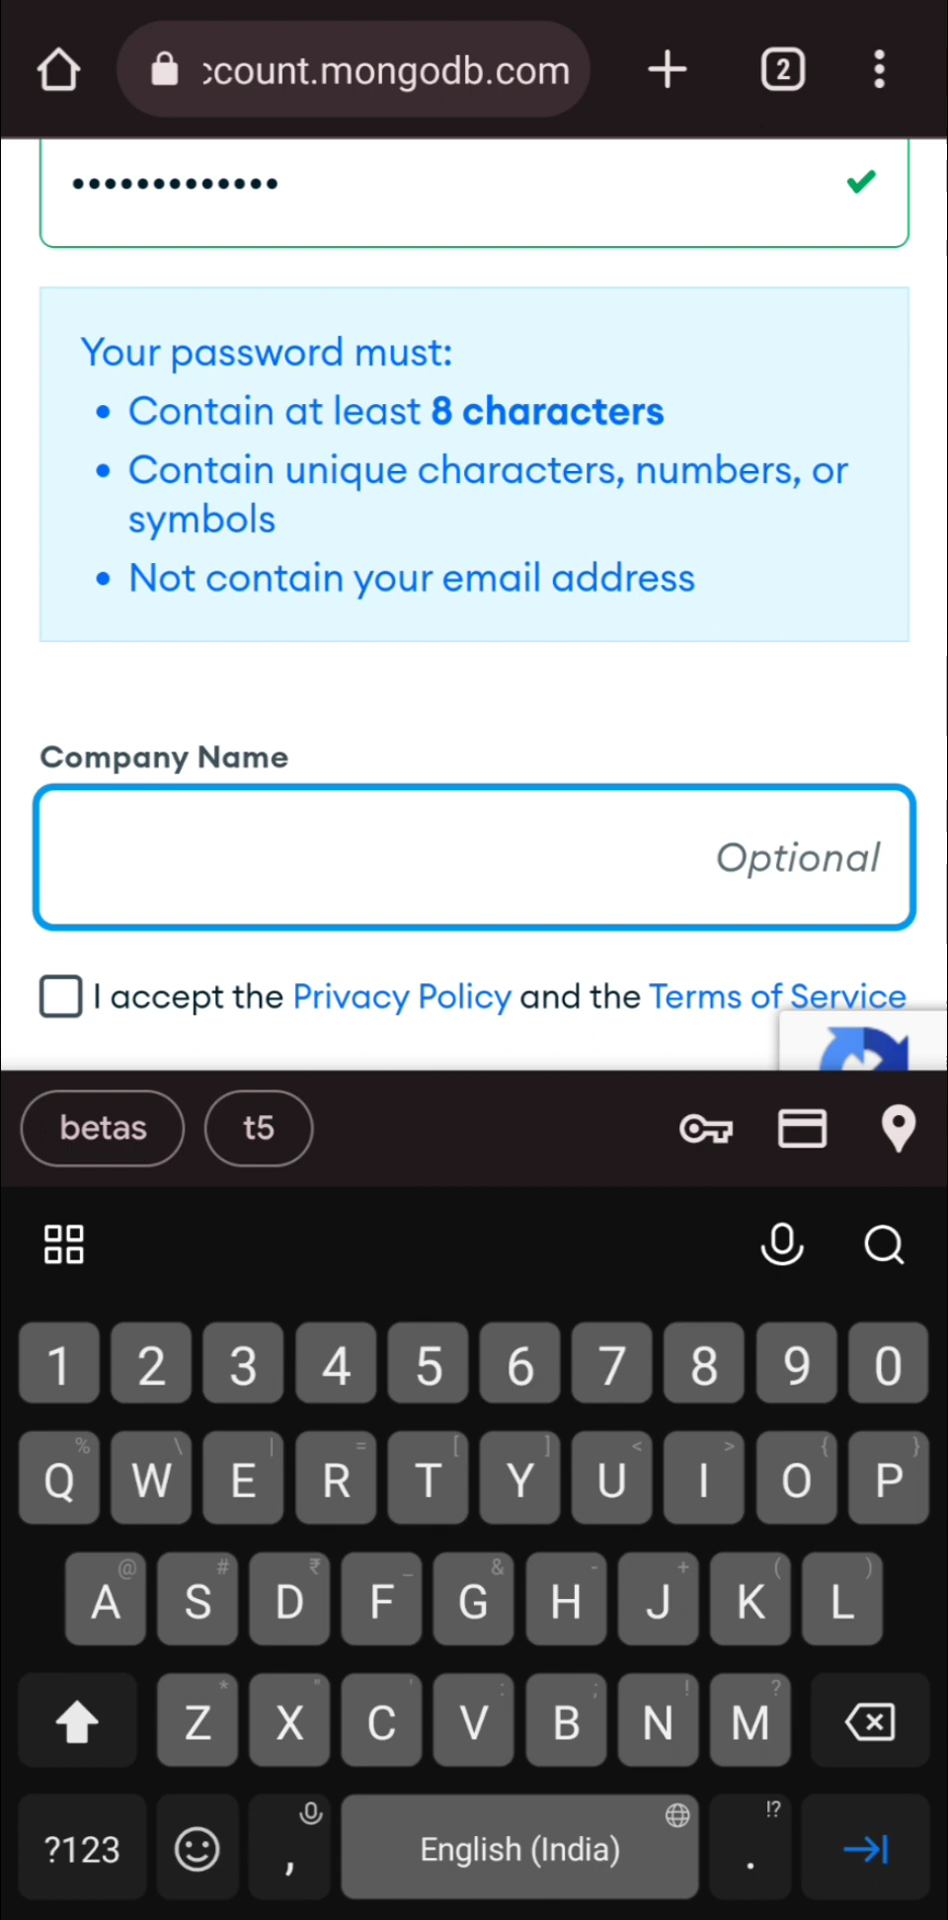 ccount.mongodb.com
2
•••••••••••••
Your password must:
• Contain at least 8 characters
• Contain unique characters, numbers, or
symbols
• Not contain your email address
Company Name
Optional
I accept the Privacy Policy and the Terms of Service
betas t5
1 2 3 4 5 6 7 8 9 0
% \ | = [ ] < > { }
Q W E R T Y U I O P
@ # ₹ _ & - + ( )
A S D F G H J K L
* " ' : ; ! ?
Z X C V B N M
!?
?123 , English (India) .